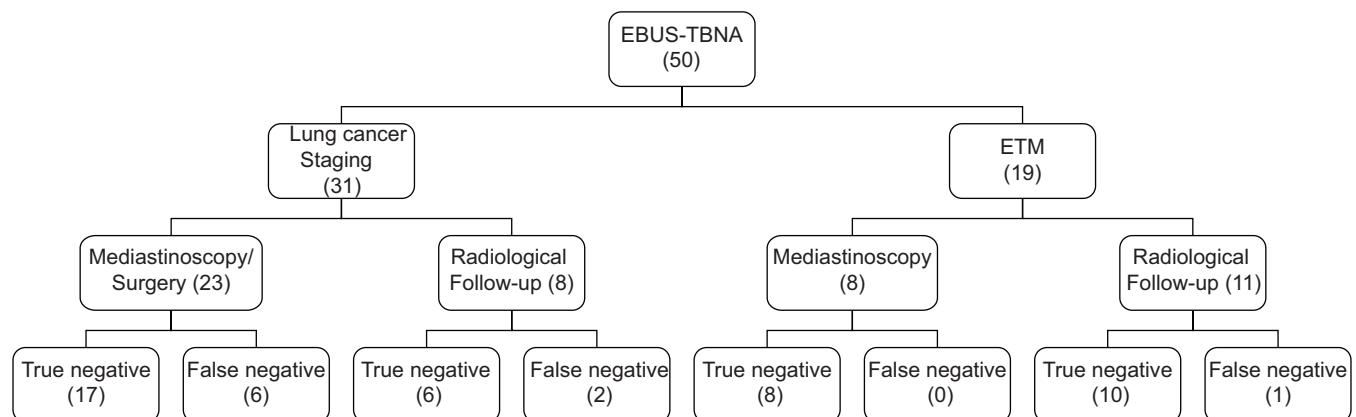 EBUS-TBNA
(50)
Lung cancer
Staging
(31)
ETM
(19)
Mediastinoscopy/
Surgery (23)
Radiological
Follow-up (8)
Mediastinoscopy
(8)
Radiological
Follow-up (11)
True negative
(17)
False negative
(6)
True negative
(6)
False negative
(2)
True negative
(8)
False negative
(0)
True negative
(10)
False negative
(1)